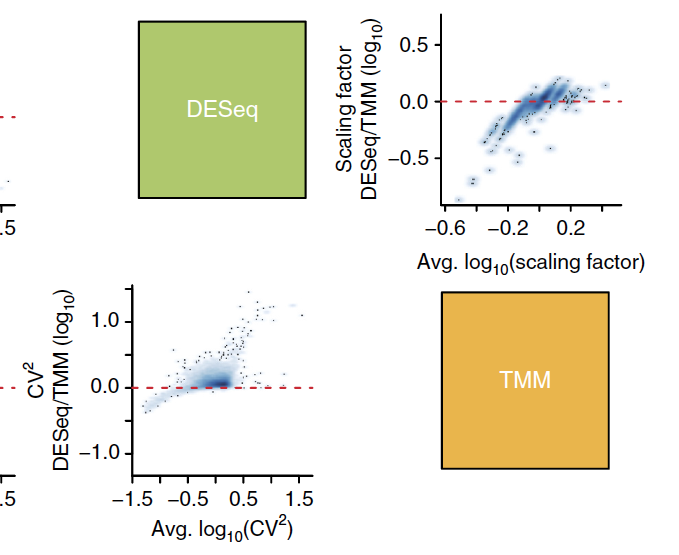 DESeq
Scaling factor
DESeq/TMM (log10)
0.5
0.0
−0.5
−0.6 −0.2 0.2
Avg. log10(scaling factor)
.5
CV2
DESeq/TMM (log10)
1.0
0.0
−1.0
−1.5 −0.5 0.5 1.5
Avg. log10(CV2)
TMM
.5